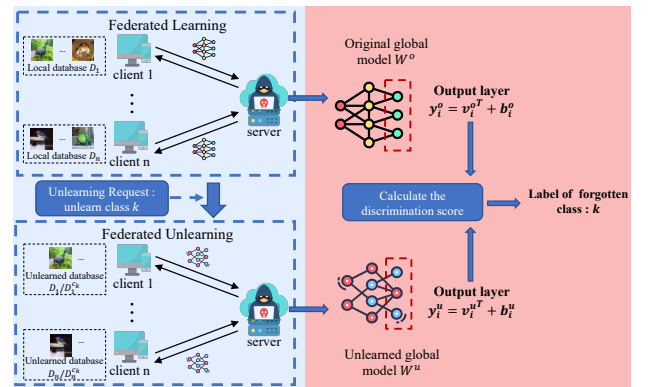 Federated Learning
...
Local database D₁
client 1
...
Local database Dₙ
client n
server
Unlearning Request :
unlearn class k
Federated Unlearning
...
Unlearned database
D₁/D₁^{cₖ}
client 1
...
Unlearned database
Dₙ/Dₙ^{cₖ}
client n
server
Original global
model W^o
Output layer
y_i^o = v_i^{oT} + b_i^o
Calculate the
discrimination score
Label of forgotten
class : k
Output layer
y_i^u = v_i^{uT} + b_i^u
Unlearned global
model W^u